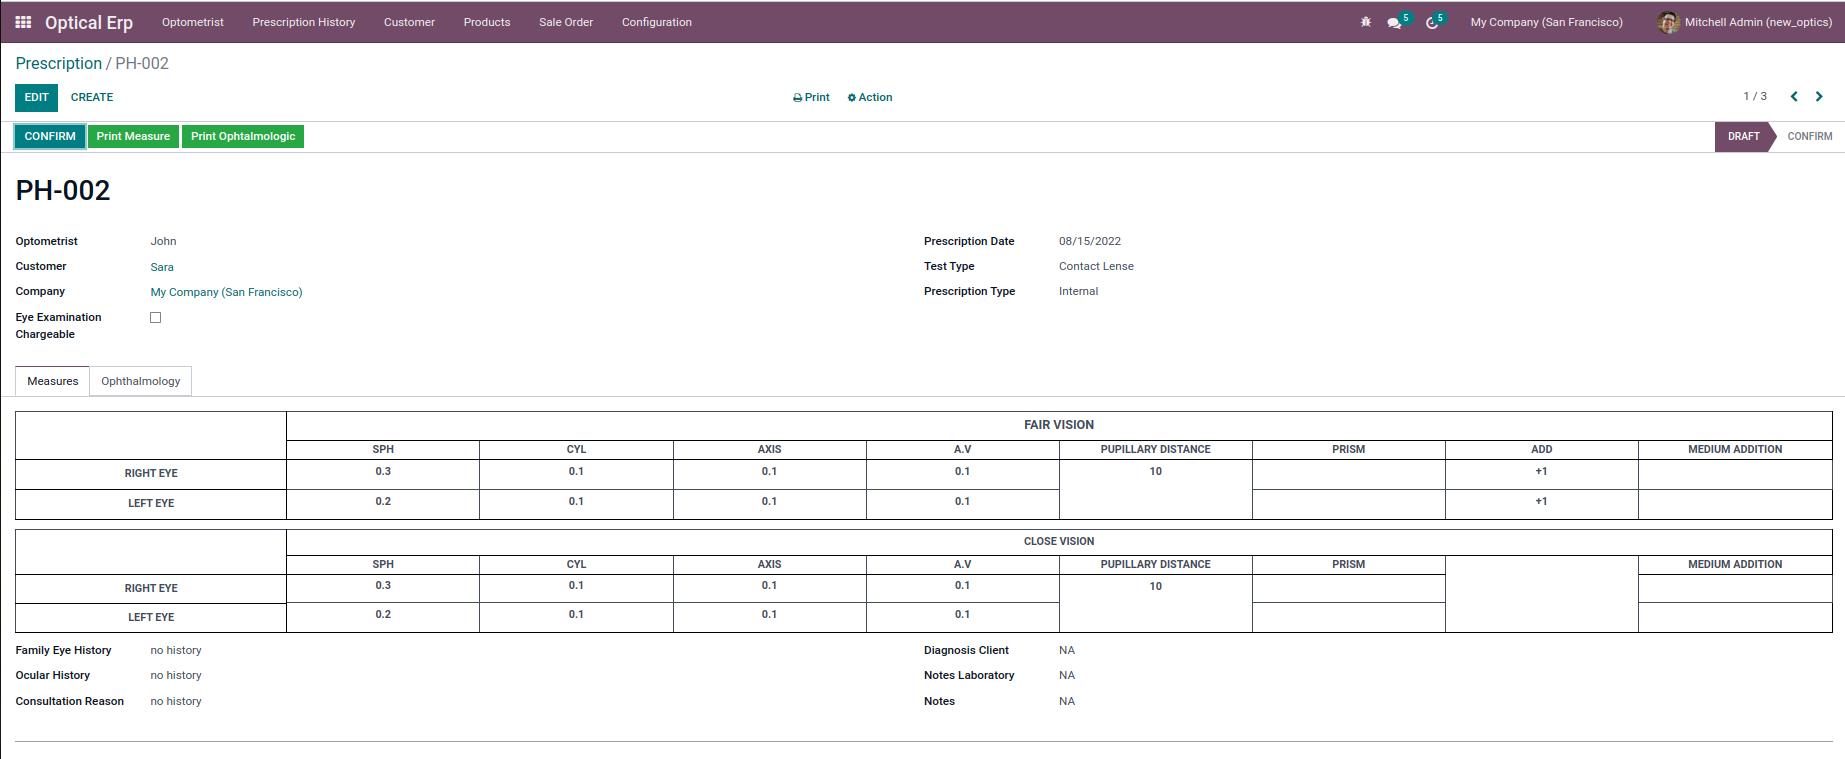 Optical Erp Optometrist Prescription History Customer Products Sale Order Configuration 5 5 My Company (San Francisco) Mitchell Admin (new_optics)
Prescription / PH-002
EDIT CREATE Print Action 1 / 3
CONFIRM Print Measure Print Ophtalmologic DRAFT CONFIRM
PH-002
Optometrist John Prescription Date 08/15/2022
Customer Sara Test Type Contact Lense
Company My Company (San Francisco) Prescription Type Internal
Eye Examination
Chargeable
Measures Ophthalmology
FAIR VISION
SPH CYL AXIS A.V PUPILLARY DISTANCE PRISM ADD MEDIUM ADDITION
RIGHT EYE 0.3 0.1 0.1 0.1 10 +1
LEFT EYE 0.2 0.1 0.1 0.1 +1
CLOSE VISION
SPH CYL AXIS A.V PUPILLARY DISTANCE PRISM MEDIUM ADDITION
RIGHT EYE 0.3 0.1 0.1 0.1 10
LEFT EYE 0.2 0.1 0.1 0.1
Family Eye History no history Diagnosis Client NA
Ocular History no history Notes Laboratory NA
Consultation Reason no history Notes NA